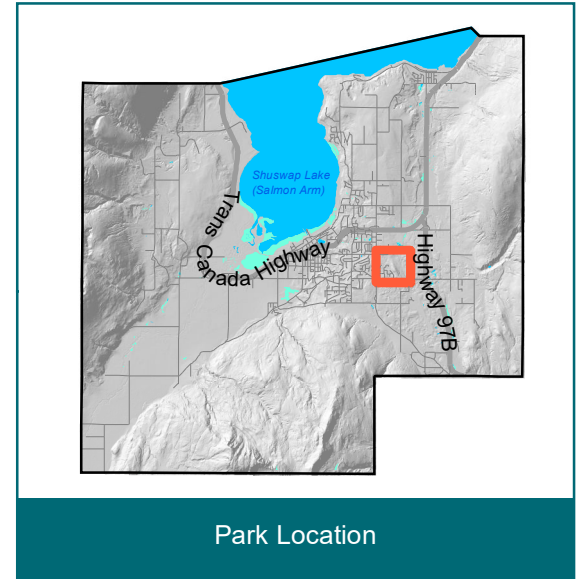 Shuswap Lake
(Salmon Arm)
Trans Canada Highway
Highway 97B
Park Location